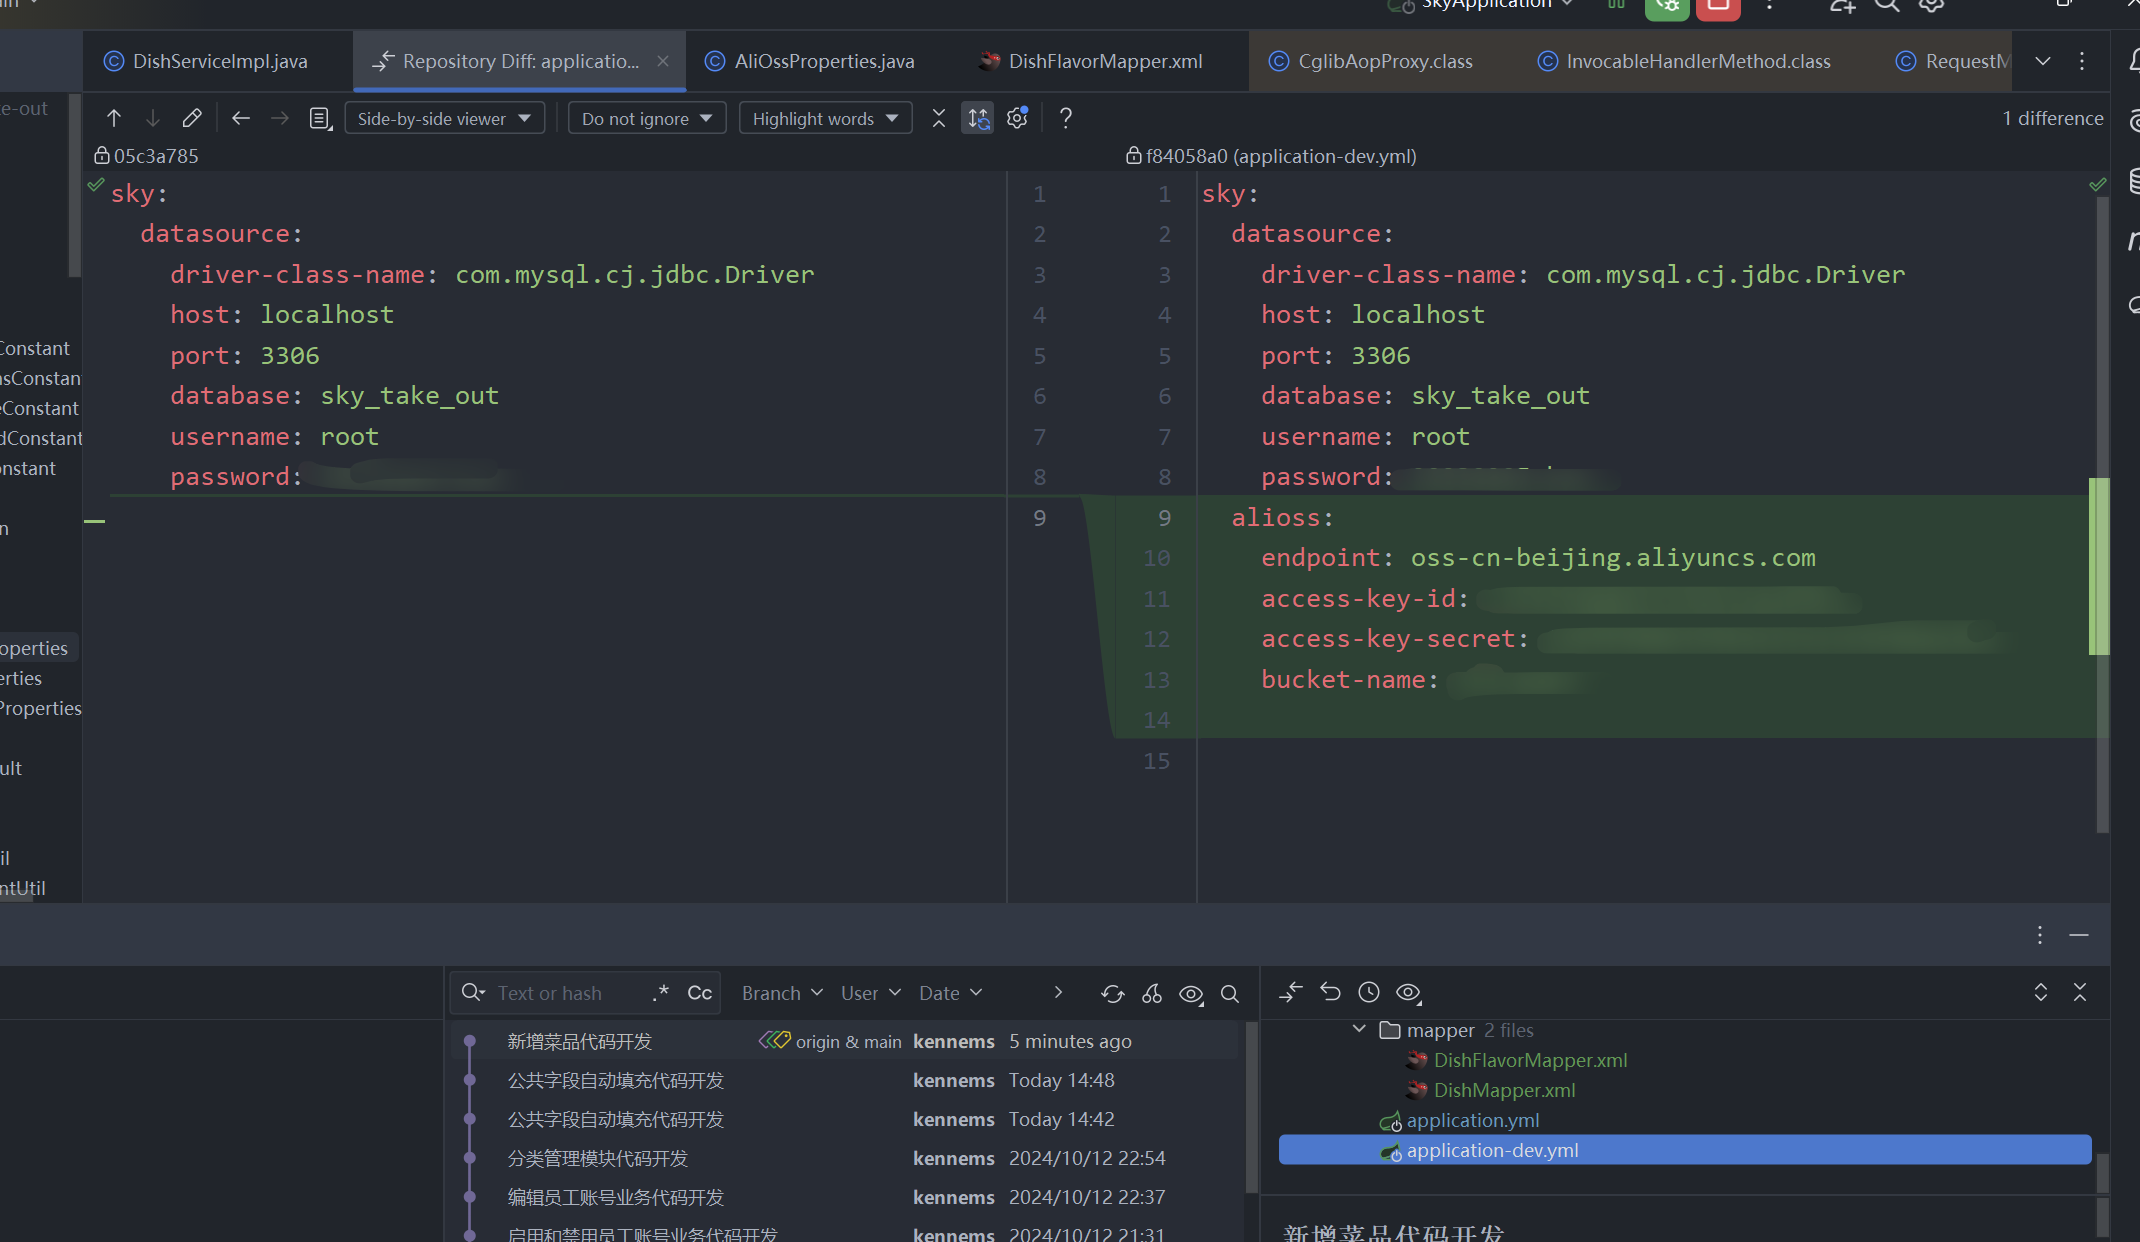 SkyApplication
DishServiceImpl.java
Repository Diff: applicatio...
AliOssProperties.java
DishFlavorMapper.xml
CglibAopProxy.class
InvocableHandlerMethod.class
RequestM
e-out
Side-by-side viewer
Do not ignore
Highlight words
?
1 difference
05c3a785
f84058a0 (application-dev.yml)
sky:
datasource:
driver-class-name: com.mysql.cj.jdbc.Driver
host: localhost
port: 3306
database: sky_take_out
username: root
password:
1
2
3
4
5
6
7
8
9
1
2
3
4
5
6
7
8
9
10
11
12
13
14
15
sky:
datasource:
driver-class-name: com.mysql.cj.jdbc.Driver
host: localhost
port: 3306
database: sky_take_out
username: root
password:
alioss:
endpoint: oss-cn-beijing.aliyuncs.com
access-key-id:
access-key-secret:
bucket-name:
Constant
nsConstan
eConstant
dConstant
onstant
n
operties
erties
Properties
ult
il
ntUtil
Text or hash
.*
Cc
Branch
User
Date
新增菜品代码开发 origin & main kennems 5 minutes ago
公共字段自动填充代码开发 kennems Today 14:48
公共字段自动填充代码开发 kennems Today 14:42
分类管理模块代码开发 kennems 2024/10/12 22:54
编辑员工账号业务代码开发 kennems 2024/10/12 22:37
启用和禁用员工账号业务代码开发 kennems 2024/10/12 21:31
mapper 2 files
DishFlavorMapper.xml
DishMapper.xml
application.yml
application-dev.yml
新增菜品代码开发